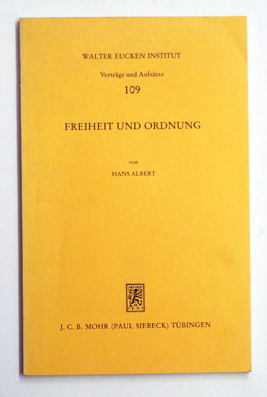 WALTER EUCKEN INSTITUT
Vorträge und Aufsätze
109
FREIHEIT UND ORDNUNG
von
HANS ALBERT
J. C. B. MOHR (PAUL SIEBECK) TÜBINGEN